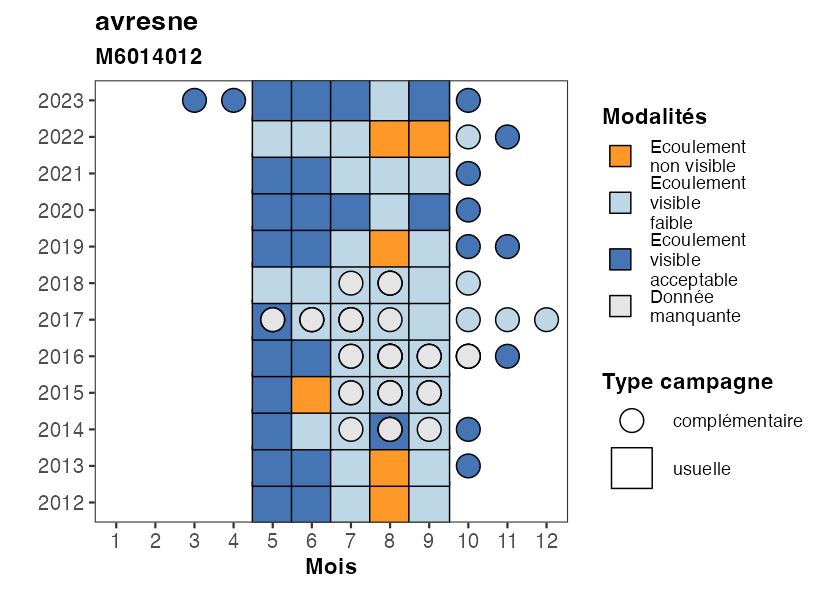 avresne
M6014012
2023
2022
2021
2020
2019
2018
2017
2016
2015
2014
2013
2012
1 2 3 4 5 6 7 8 9 10 11 12
Mois
Modalités
Ecoulement
non visible
Ecoulement
visible
faible
Ecoulement
visible
acceptable
Donnée
manquante
Type campagne
complémentaire
usuelle